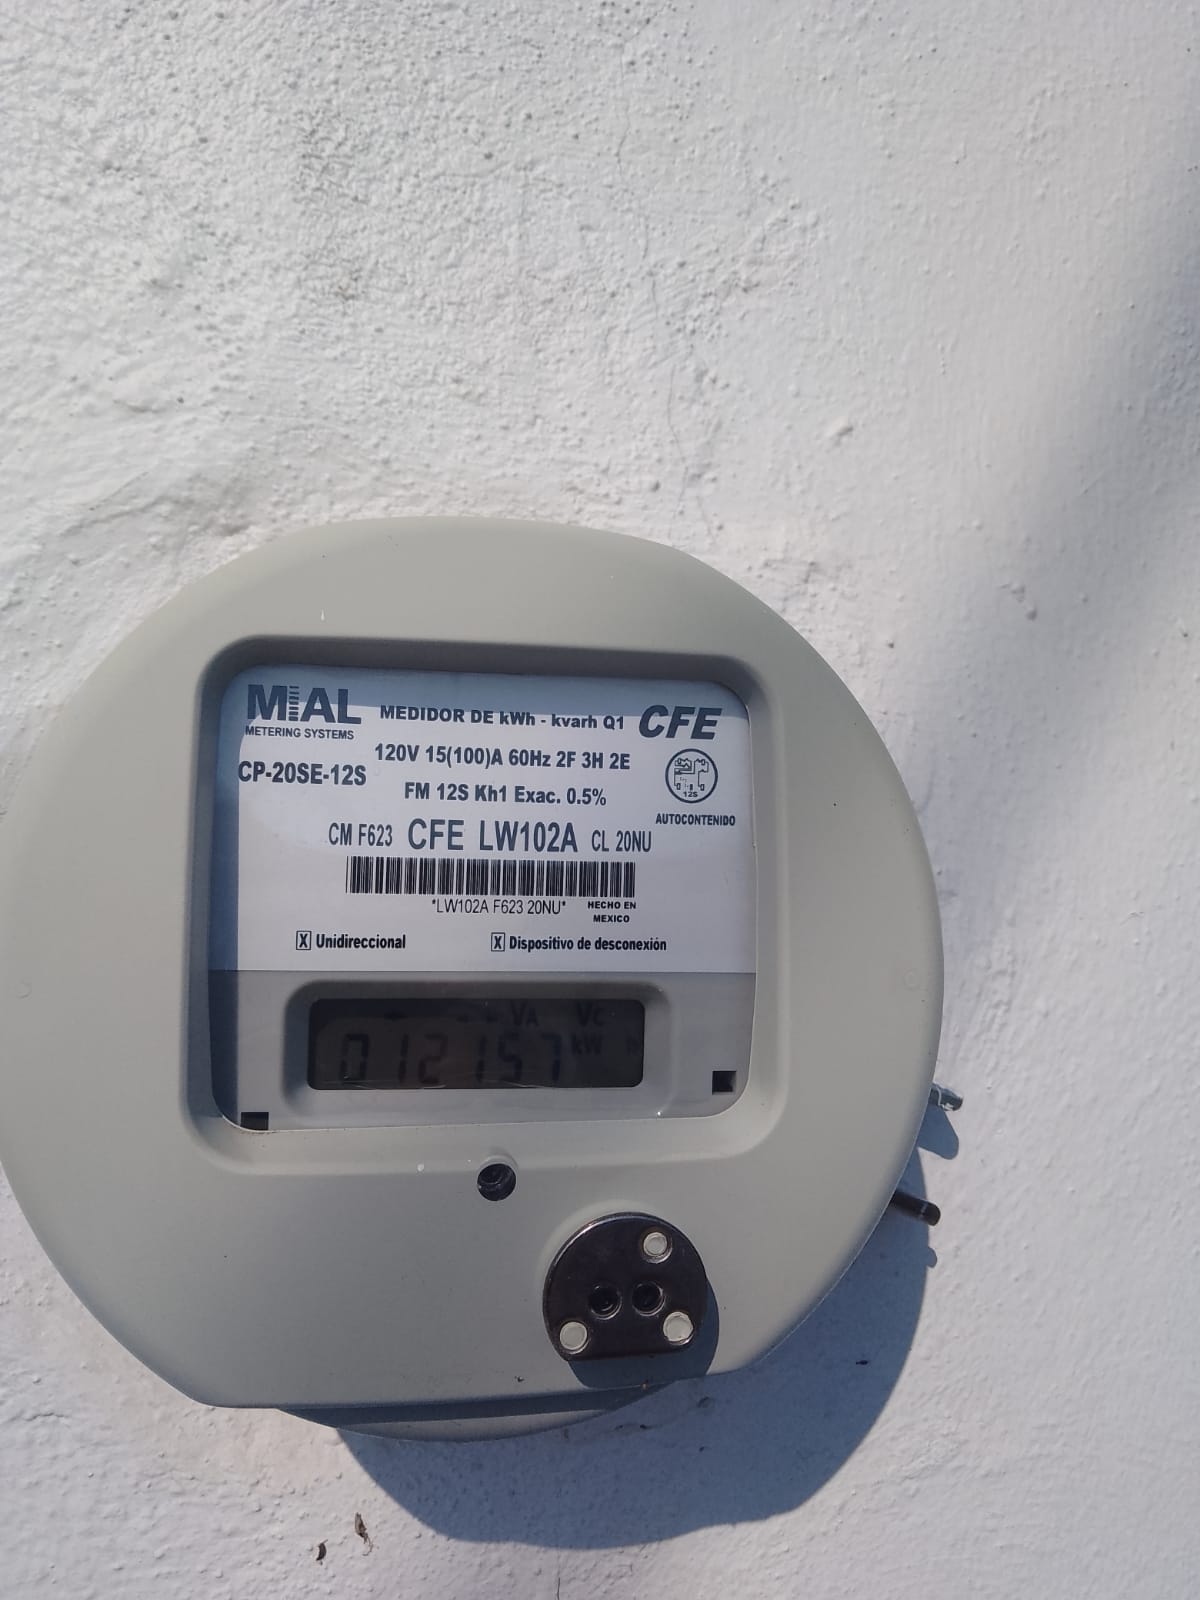 MIAL
METERING SYSTEMS
MEDIDOR DE kWh - kvarh Q1
CFE
120V 15(100)A 60Hz 2F 3H 2E
CP-20SE-12S
FM 12S Kh1 Exac. 0.5%
12S
AUTOCONTENIDO
CM F623 CFE LW102A CL 20NU
*LW102A F623 20NU*
HECHO EN
MEXICO
X Unidireccional
X Dispositivo de desconexión
VA VC
012157 kW h